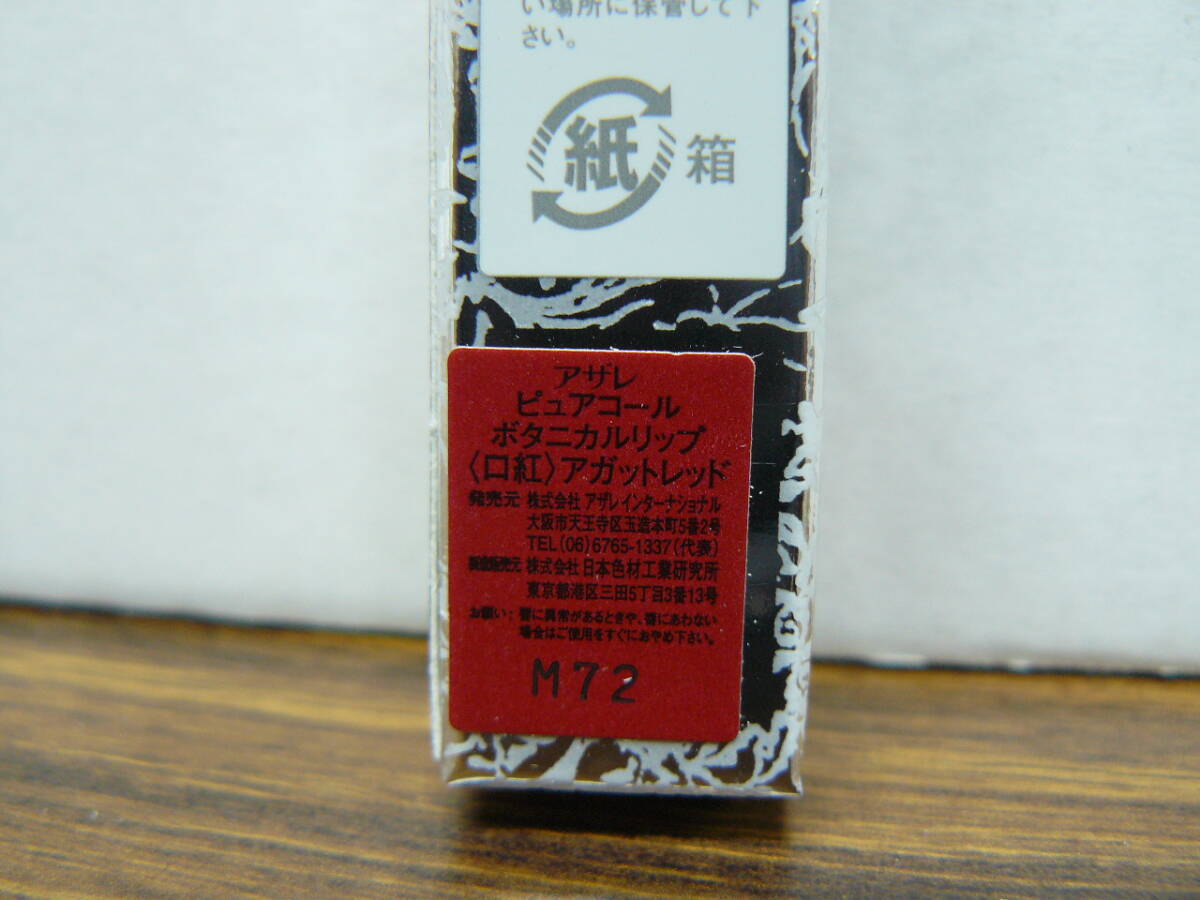 い場所に保管して下
さい。
紙 箱
アザレ
ピュアコール
ボタニカルリップ
〈口紅〉アガットレッド
発売元 株式会社 アザレインターナショナル
大阪市天王寺区玉造本町5番2号
TEL(06)6765-1337(代表)
製造販売元 株式会社 日本色材工業研究所
東京都港区三田5丁目3番13号
お願い：唇に異常があるときや、唇にあわない
場合はご使用をすぐにおやめ下さい。
M72